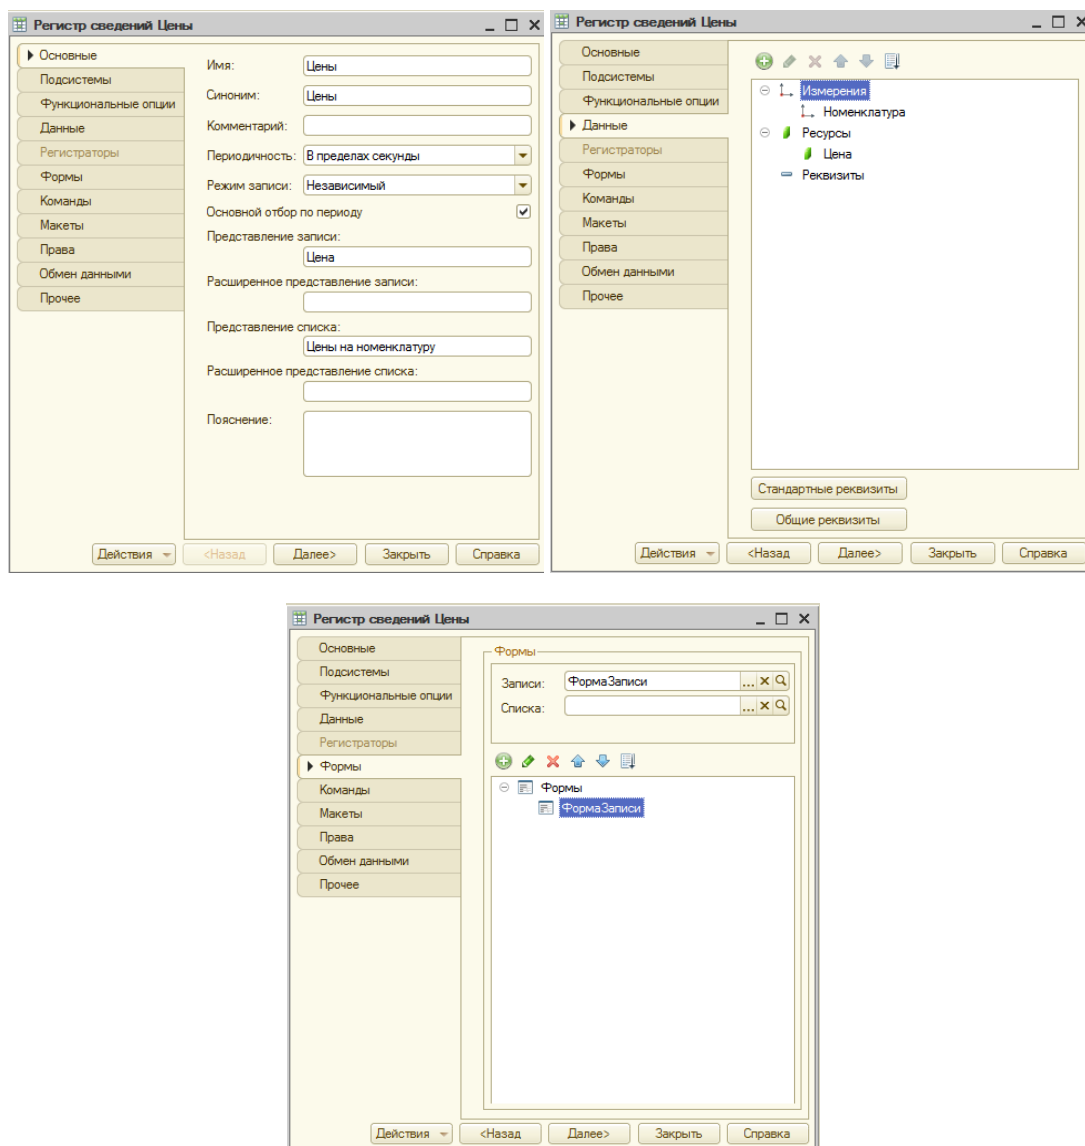 Регистр сведений Цены
Основные
Подсистемы
Функциональные опции
Данные
Регистраторы
Формы
Команды
Макеты
Права
Обмен данными
Прочее
Имя: Цены
Синоним: Цены
Комментарий:
Периодичность: В пределах секунды
Режим записи: Независимый
Основной отбор по периоду
Представление записи:
Цена
Расширенное представление записи:
Представление списка:
Цены на номенклатуру
Расширенное представление списка:
Пояснение:
Действия <Назад Далее> Закрыть Справка
Регистр сведений Цены
Основные
Подсистемы
Функциональные опции
Данные
Регистраторы
Формы
Команды
Макеты
Права
Обмен данными
Прочее
Измерения
Номенклатура
Ресурсы
Цена
Реквизиты
Стандартные реквизиты
Общие реквизиты
Действия <Назад Далее> Закрыть Справка
Регистр сведений Цены
Основные
Подсистемы
Функциональные опции
Данные
Регистраторы
Формы
Команды
Макеты
Права
Обмен данными
Прочее
Формы
Записи: ФормаЗаписи ...
Списка: ...
Формы
ФормаЗаписи
Действия <Назад Далее> Закрыть Справка